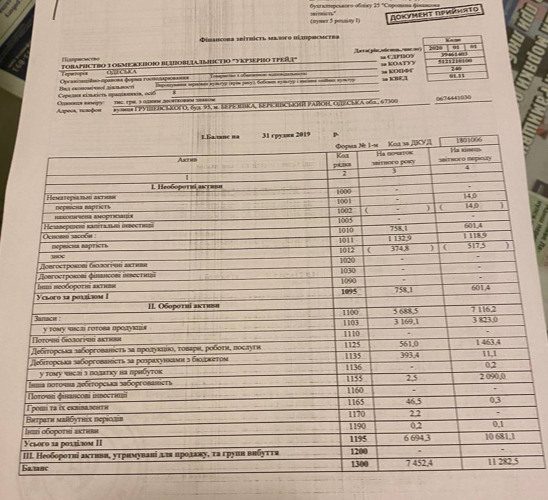 бухгалтерського обліку 25 "Спрощена фінансова
звітність"
(пункт 5 розділу I)
ДОКУМЕНТ ПРИЙНЯТО
Фінансова звітність малого підприємства
Коди
Дата (рік, місяць, число) 2020 01 01
Підприємство ТОВАРИСТВО З ОБМЕЖЕНОЮ ВІДПОВІДАЛЬНІСТЮ "УКРЗЕРНО ТРЕЙД" за ЄДРПОУ 39461403
Територія ОДЕСЬКА за КОАТУУ 5121210100
Організаційно-правова форма господарювання Товариство з обмеженою відповідальністю за КОПФГ 240
Вид економічної діяльності Вирощування зернових культур (крім рису), бобових культур і насіння олійних культур за КВЕД 01.11
Середня кількість працівників, осіб 8
Одиниця виміру: тис. грн. з одним десятковим знаком
Адреса, телефон вулиця ГРУШЕВСЬКОГО, буд. 95, м. БЕРЕЗІВКА, БЕРЕЗІВСЬКИЙ РАЙОН, ОДЕСЬКА обл., 67300 0674441030
1.Баланс на 31 грудня 2019 р.
Форма № 1-м Код за ДКУД 1801006
Актив Код рядка На початок звітного року На кінець звітного періоду
1 2 3 4
I. Необоротні активи
Нематеріальні активи 1000 - -
первісна вартість 1001 - 14,0
накопичена амортизація 1002 ( - ) ( 14,0 )
Незавершені капітальні інвестиції 1005 - -
Основні засоби : 1010 758,1 601,4
первісна вартість 1011 1 132,9 1 118,9
знос 1012 ( 374,8 ) ( 517,5 )
Довгострокові біологічні активи 1020 - -
Довгострокові фінансові інвестиції 1030 - -
Інші необоротні активи 1090 - -
Усього за розділом I 1095 758,1 601,4
II. Оборотні активи
Запаси : 1100 5 688,5 7 116,2
у тому числі готова продукція 1103 3 169,1 3 823,0
Поточні біологічні активи 1110 - -
Дебіторська заборгованість за продукцію, товари, роботи, послуги 1125 561,0 1 463,4
Дебіторська заборгованість за розрахунками з бюджетом 1135 393,4 11,1
у тому числі з податку на прибуток 1136 - 0,2
Інша поточна дебіторська заборгованість 1155 2,5 2 090,0
Поточні фінансові інвестиції 1160 - -
Гроші та їх еквіваленти 1165 46,5 0,3
Витрати майбутніх періодів 1170 2,2 -
Інші оборотні активи 1190 0,2 0,1
Усього за розділом II 1195 6 694,3 10 681,1
III. Необоротні активи, утримувані для продажу, та групи вибуття 1200 - -
Баланс 1300 7 452,4 11 282,5